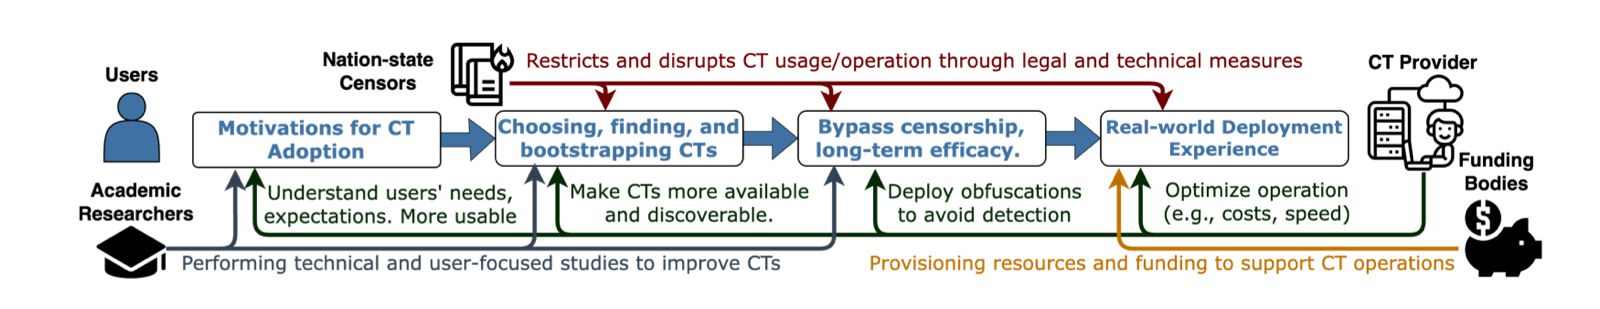 Users
Nation-state
Censors
Restricts and disrupts CT usage/operation through legal and technical measures
CT Provider
Motivations for CT
Adoption
Choosing, finding, and
bootstrapping CTs
Bypass censorship,
long-term efficacy.
Real-world Deployment
Experience
Academic
Researchers
Understand users' needs,
expectations. More usable
Make CTs more available
and discoverable.
Deploy obfuscations
to avoid detection
Optimize operation
(e.g., costs, speed)
Funding
Bodies
$
Performing technical and user-focused studies to improve CTs
Provisioning resources and funding to support CT operations